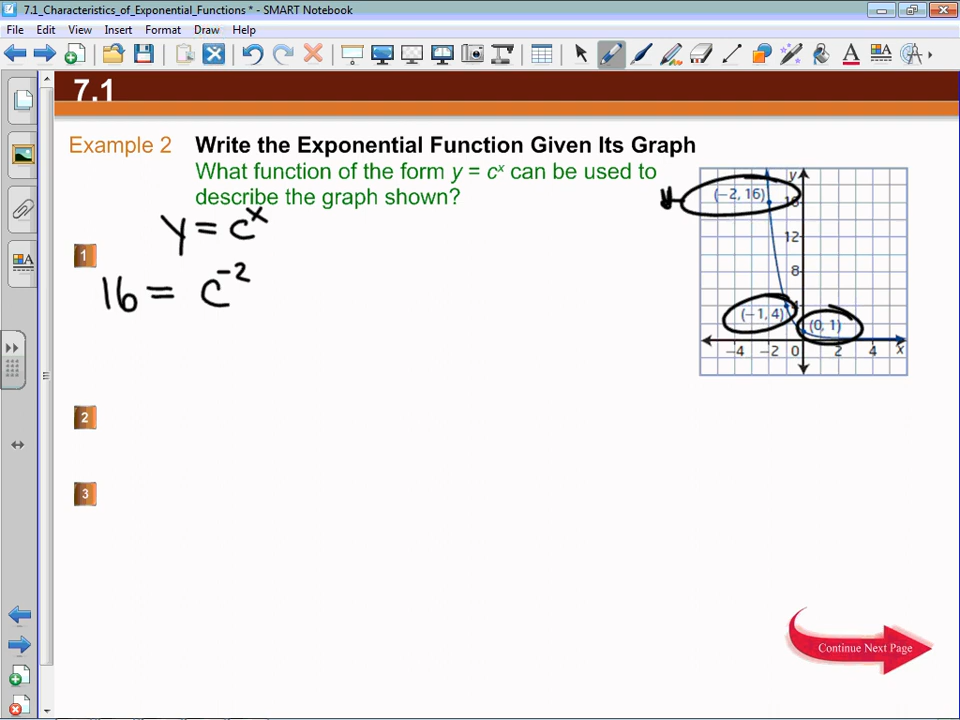 7.1_Characteristics_of_Exponential_Functions * - SMART Notebook
File Edit View Insert Format Draw Help
7.1
Example 2 Write the Exponential Function Given Its Graph
What function of the form y = cˣ can be used to
describe the graph shown?
y = cˣ
1
16 = c⁻²
2
3
y
(−2, 16)
16
12
8
4
(−1, 4)
(0, 1)
−4 −2 0 2 4 x
Continue Next Page